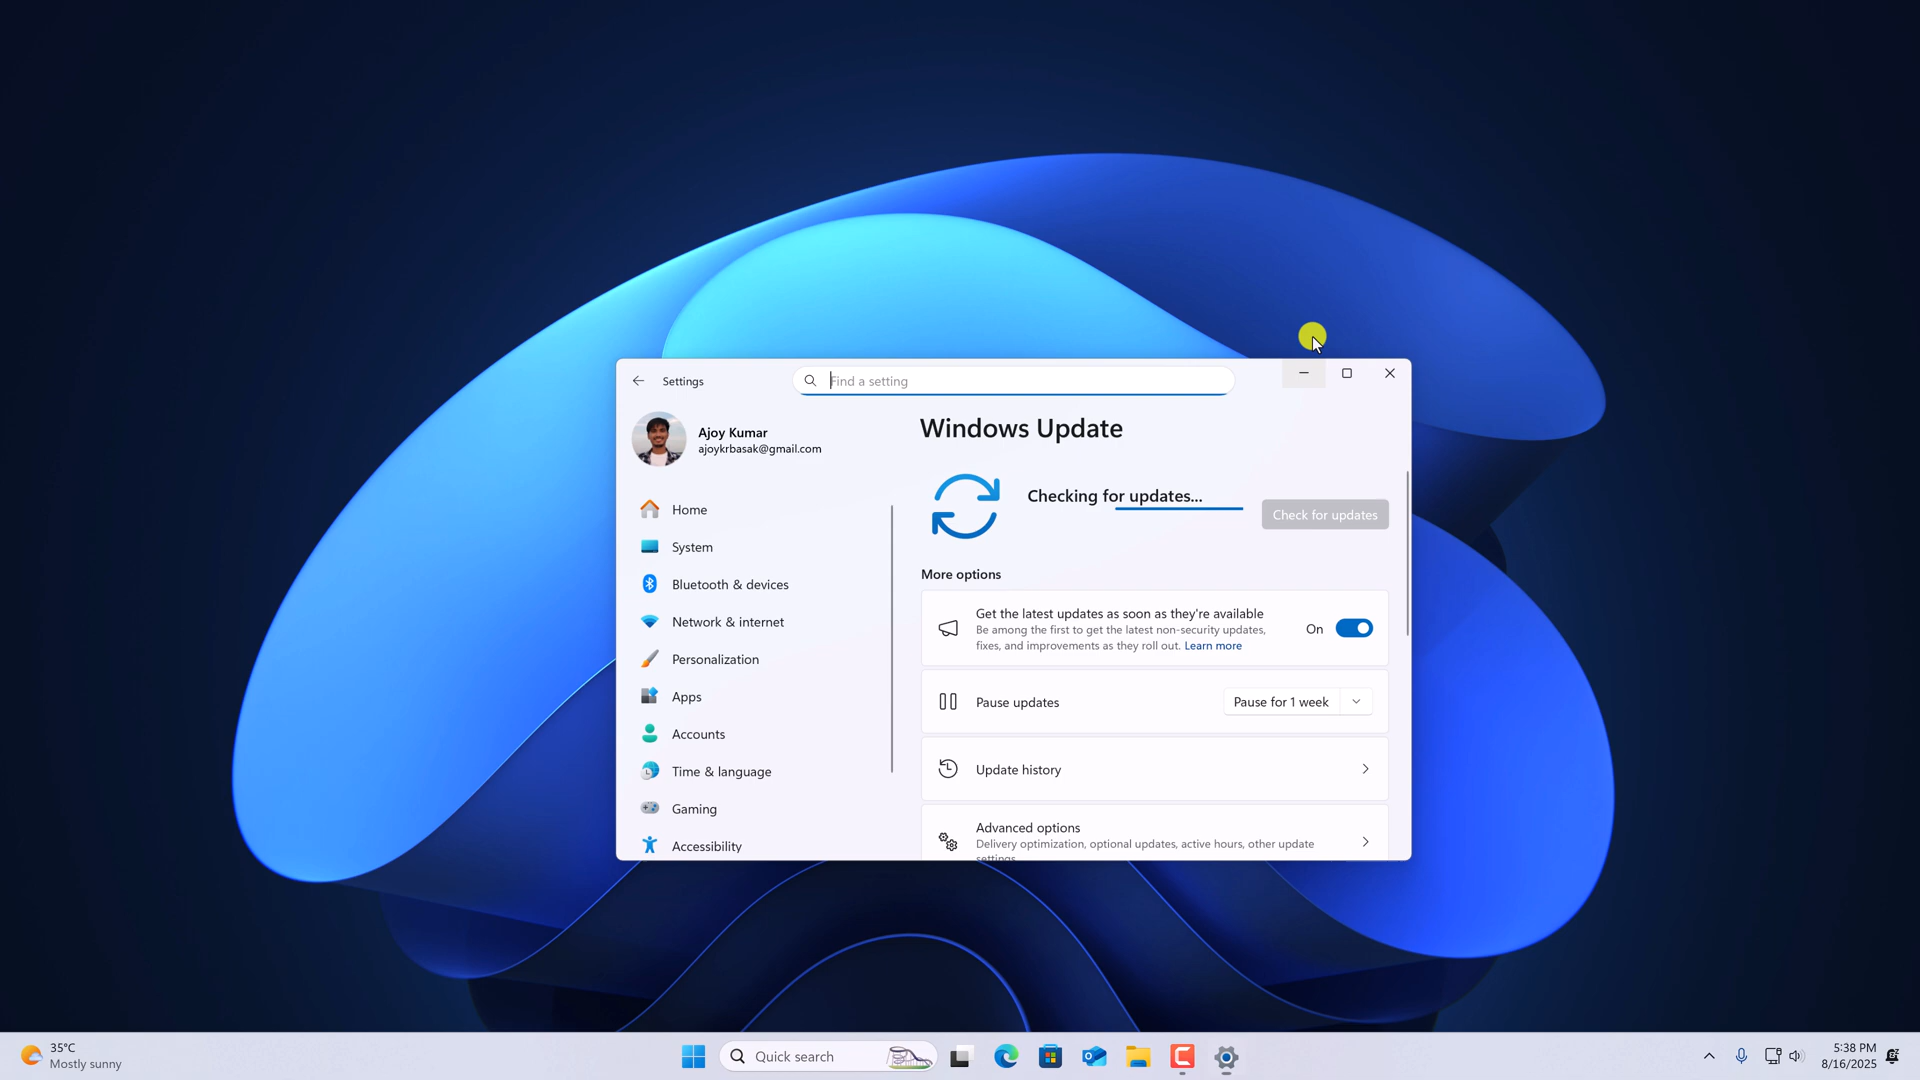 Settings
Find a setting
Ajoy Kumar
ajoykrbasak@gmail.com
Home
System
Bluetooth & devices
Network & internet
Personalization
Apps
Accounts
Time & language
Gaming
Accessibility
Windows Update
Checking for updates...
Check for updates
More options
Get the latest updates as soon as they're available
Be among the first to get the latest non-security updates,
fixes, and improvements as they roll out. Learn more
On
Pause updates
Pause for 1 week
Update history
Advanced options
Delivery optimization, optional updates, active hours, other update
settings
35°C
Mostly sunny
Quick search
5:38 PM
8/16/2025